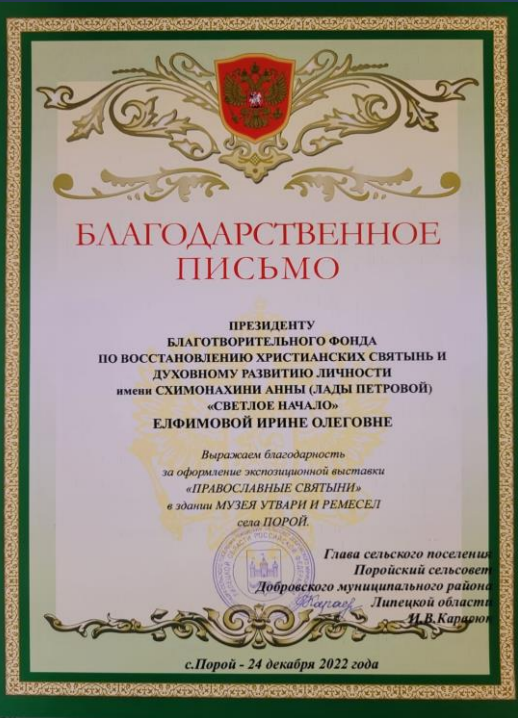 БЛАГОДАРСТВЕННОЕ
ПИСЬМО
ПРЕЗИДЕНТУ
БЛАГОТВОРИТЕЛЬНОГО ФОНДА
ПО ВОССТАНОВЛЕНИЮ ХРИСТИАНСКИХ СВЯТЫНЬ И
ДУХОВНОМУ РАЗВИТИЮ ЛИЧНОСТИ
имени СХИМОНАХИНИ АННЫ (ЛАДЫ ПЕТРОВОЙ)
«СВЕТЛОЕ НАЧАЛО»
ЕЛФИМОВОЙ ИРИНЕ ОЛЕГОВНЕ
Выражаем благодарность
за оформление экспозиционной выставки
«ПРАВОСЛАВНЫЕ СВЯТЫНИ»
в здании МУЗЕЯ УТВАРИ И РЕМЕСЕЛ
села ПОРОЙ.
Глава сельского поселения
Поройский сельсовет
Добровского муниципального района
Липецкой области
с.Порой - 24 декабря 2022 года